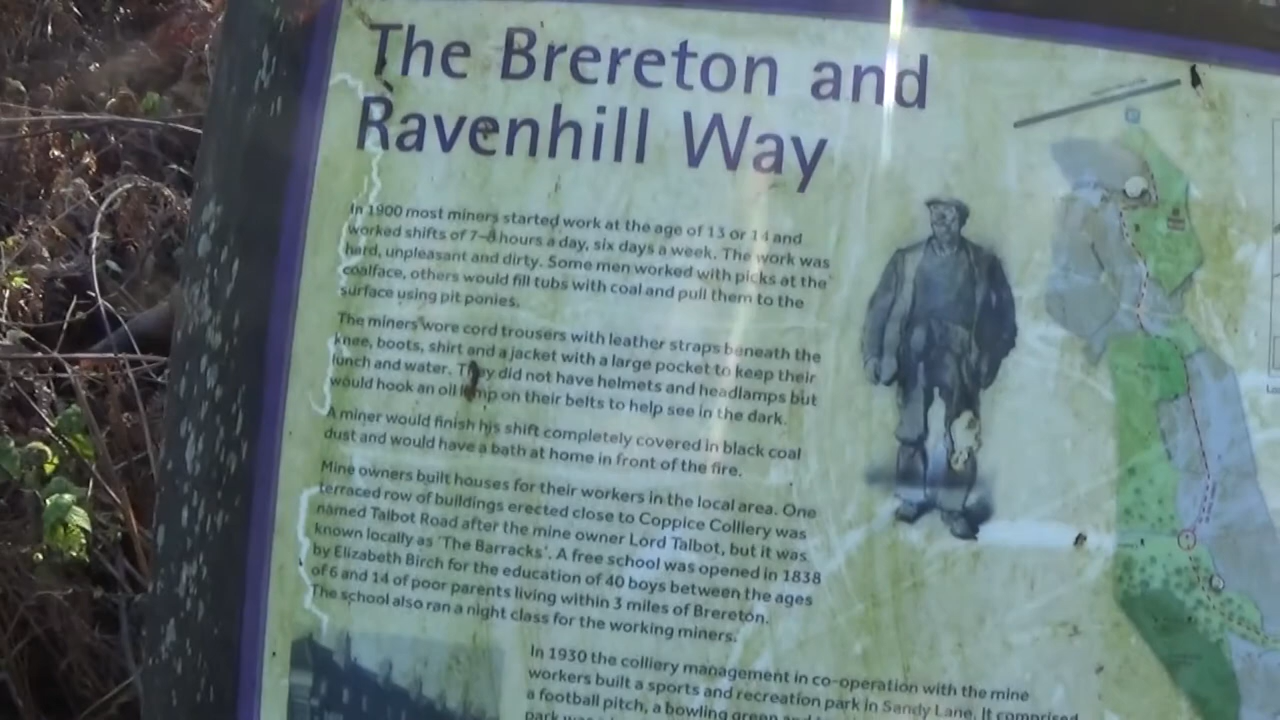 The Brereton and
Ravenhill Way
In 1900 most miners started work at the age of 13 or 14 and
worked shifts of 7–8 hours a day, six days a week. The work was
hard, unpleasant and dirty. Some men worked with picks at the
coalface, others would fill tubs with coal and pull them to the
surface using pit ponies.
The miners wore cord trousers with leather straps beneath the
knee, boots, shirt and a jacket with a large pocket to keep their
lunch and water. They did not have helmets and headlamps but
would hook an oil lamp on their belts to help see in the dark.
A miner would finish his shift completely covered in black coal
dust and would have a bath at home in front of the fire.
Mine owners built houses for their workers in the local area. One
terraced row of buildings erected close to Coppice Colliery was
named Talbot Road after the mine owner Lord Talbot, but it was
known locally as 'The Barracks'. A free school was opened in 1838
by Elizabeth Birch for the education of 40 boys between the ages
of 6 and 14 of poor parents living within 3 miles of Brereton.
The school also ran a night class for the working miners.
In 1930 the colliery management in co-operation with the mine
workers built a sports and recreation park in Sandy Lane. It comprised
a football pitch, a bowling green and
park was